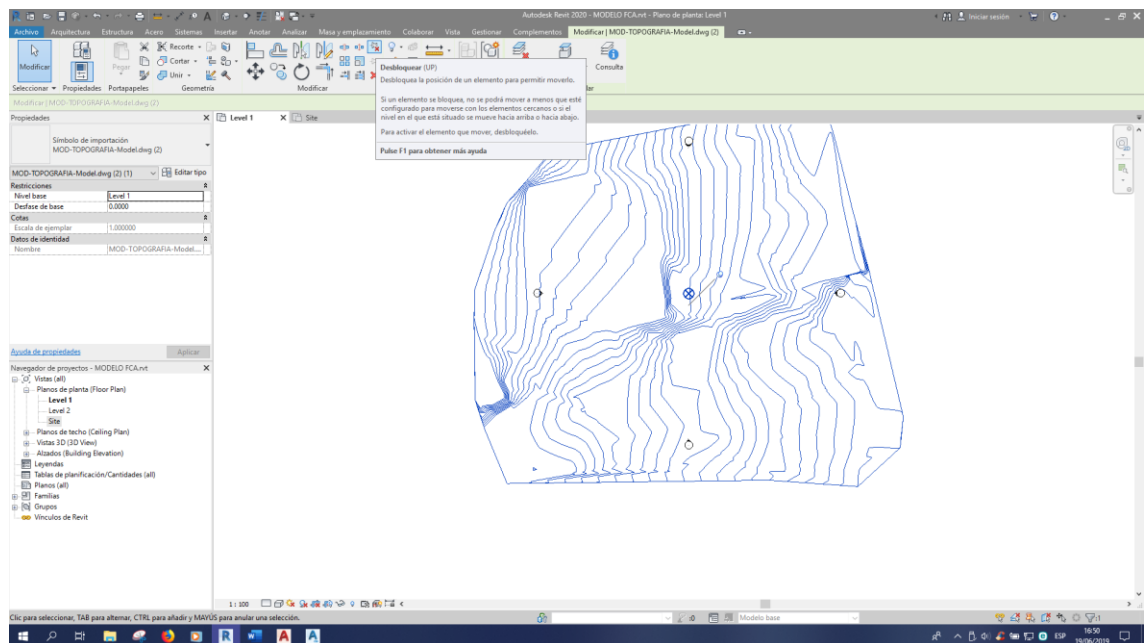 Autodesk Revit 2020 - MODELO FCA.rvt - Plano de planta: Level 1
Iniciar sesión
Archivo Arquitectura Estructura Acero Sistemas Insertar Anotar Analizar Masa y emplazamiento Colaborar Vista Gestionar Complementos Modificar | MOD-TOPOGRAFIA-Model.dwg (2)
Modificar
Pegar
Recorte
Cortar
Unir
Consulta
Seleccionar Propiedades Portapapeles Geometría Modificar
Desbloquear (UP)
Desbloquea la posición de un elemento para permitir moverlo.
Si un elemento se bloquea, no se podrá mover a menos que esté
configurado para moverse con los elementos cercanos o si el
nivel en el que está situado se mueve hacia arriba o hacia abajo.
Para activar el elemento que mover, desbloquéelo.
Pulse F1 para obtener más ayuda
Modificar | MOD-TOPOGRAFIA-Model.dwg (2)
Propiedades
Level 1
Site
Símbolo de importación
MOD-TOPOGRAFIA-Model.dwg (2)
MOD-TOPOGRAFIA-Model.dwg (2) (1)
Editar tipo
Restricciones
Nivel base Level 1
Desfase de base 0.0000
Cotas
Escala de ejemplar 1.000000
Datos de identidad
Nombre MOD-TOPOGRAFIA-Model....
Ayuda de propiedades
Aplicar
Navegador de proyectos - MODELO FCA.rvt
Vistas (all)
Planos de planta (Floor Plan)
Level 1
Level 2
Site
Planos de techo (Ceiling Plan)
Vistas 3D (3D View)
Alzados (Building Elevation)
Leyendas
Tablas de planificación/Cantidades (all)
Planos (all)
Familias
Grupos
Vínculos de Revit
1 : 100
Clic para seleccionar, TAB para alternar, CTRL para añadir y MAYÚS para anular una selección.
:0
Modelo base
:1
ESP
16:50
19/06/2019